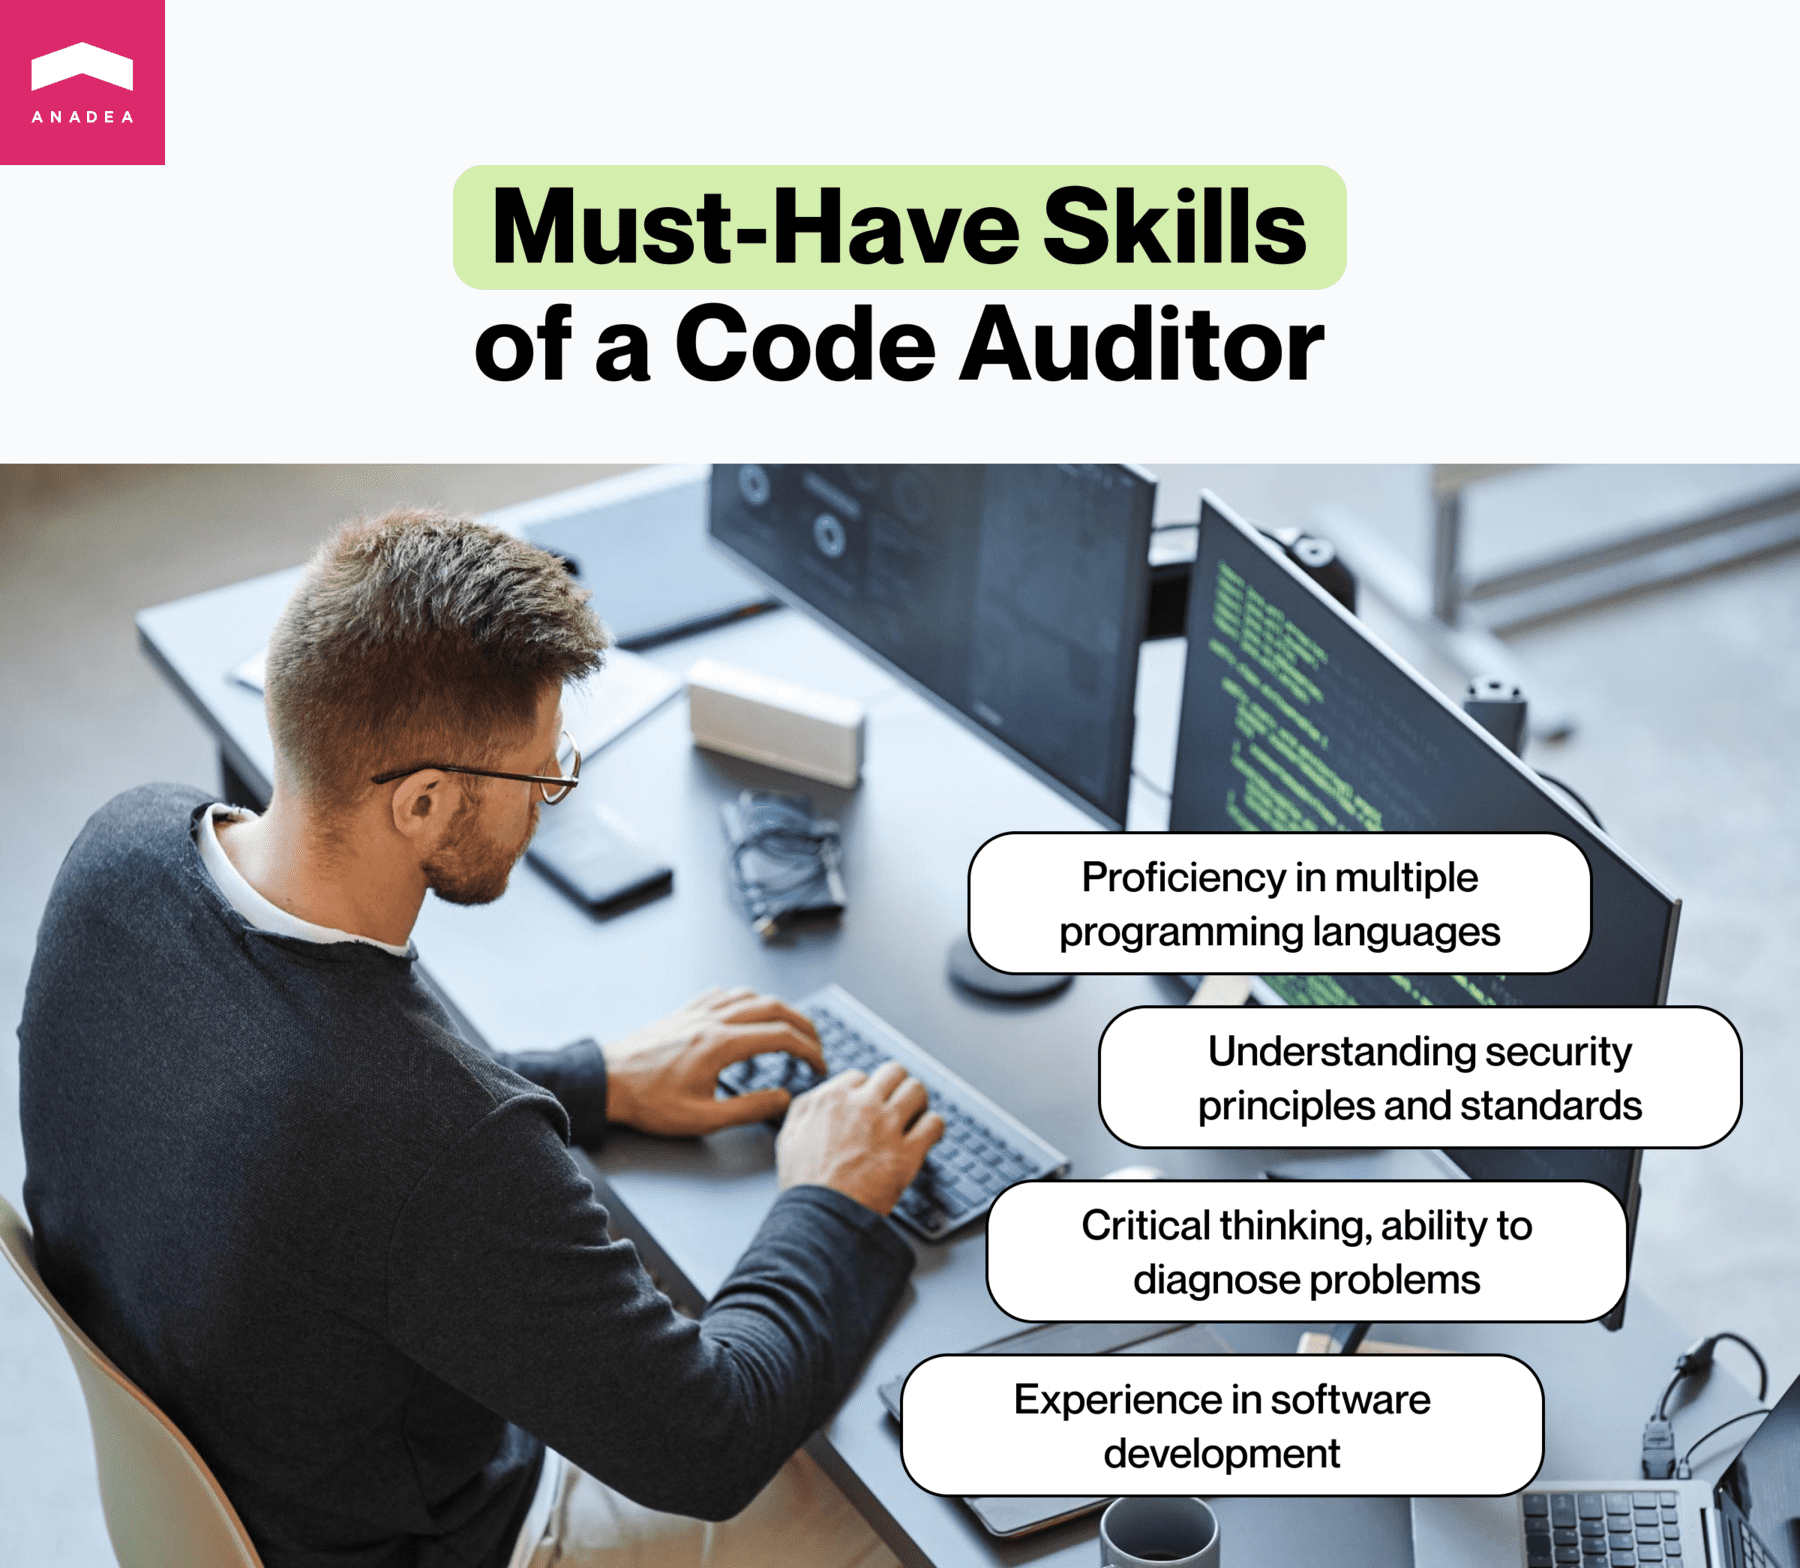 ANADEA
Must-Have Skills
of a Code Auditor
Proficiency in multiple
programming languages
Understanding security
principles and standards
Critical thinking, ability to
diagnose problems
Experience in software
development